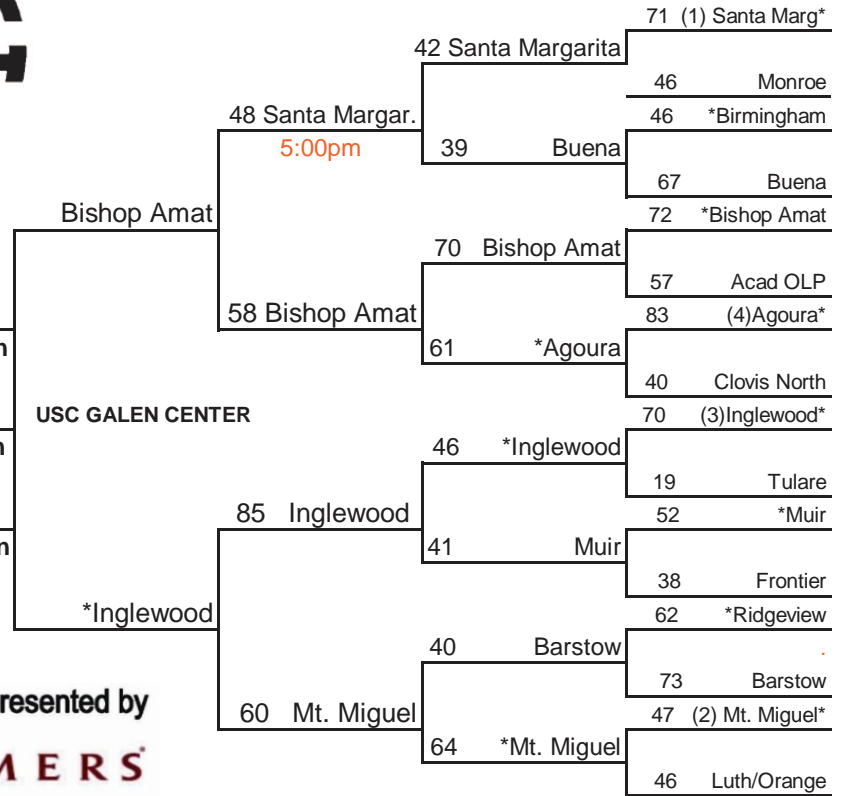 71 (1) Santa Marg*
42 Santa Margarita
46 Monroe
48 Santa Margar.
46 *Birmingham
5:00pm
39 Buena
67 Buena
Bishop Amat
72 *Bishop Amat
70 Bishop Amat
57 Acad OLP
58 Bishop Amat
83 (4)Agoura*
61 *Agoura
40 Clovis North
USC GALEN CENTER
70 (3)Inglewood*
46 *Inglewood
19 Tulare
85 Inglewood
52 *Muir
41 Muir
38 Frontier
*Inglewood
62 *Ridgeview
40 Barstow
.
73 Barstow
resented by
60 Mt. Miguel
47 (2) Mt. Miguel*
64 *Mt. Miguel
MERS
46 Luth/Orange